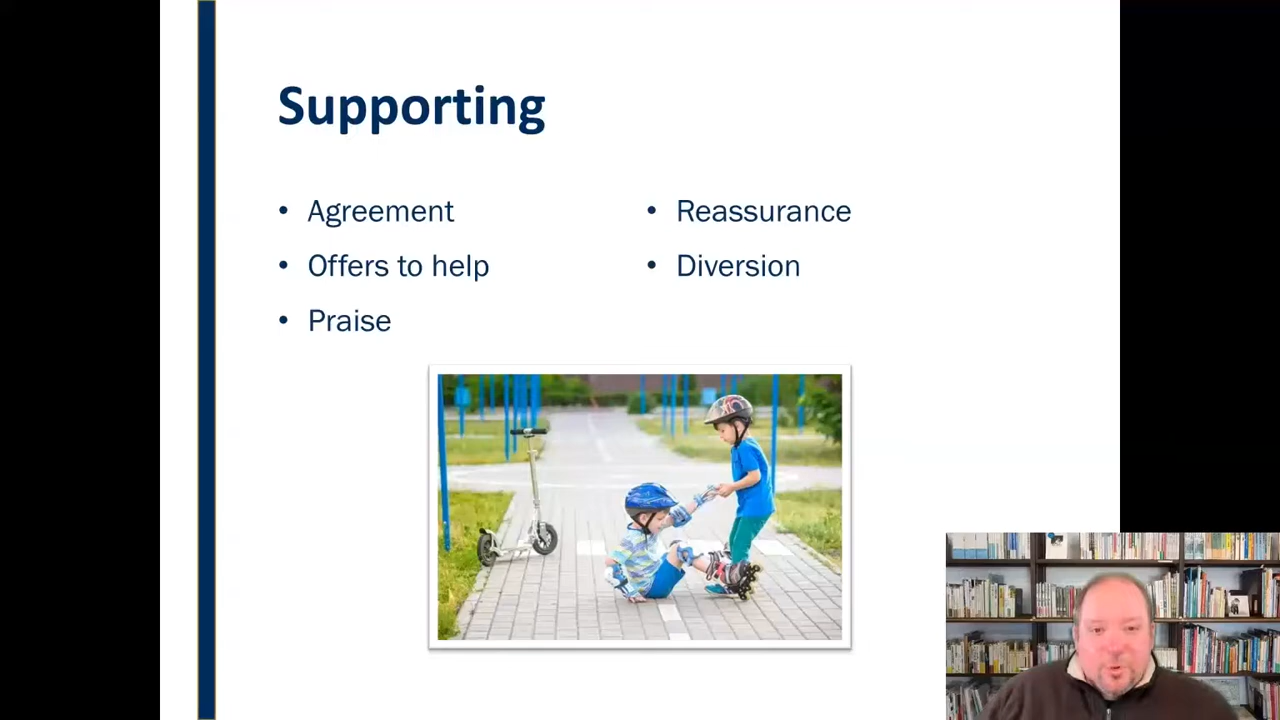 Supporting
• Agreement
• Offers to help
• Praise
• Reassurance
• Diversion